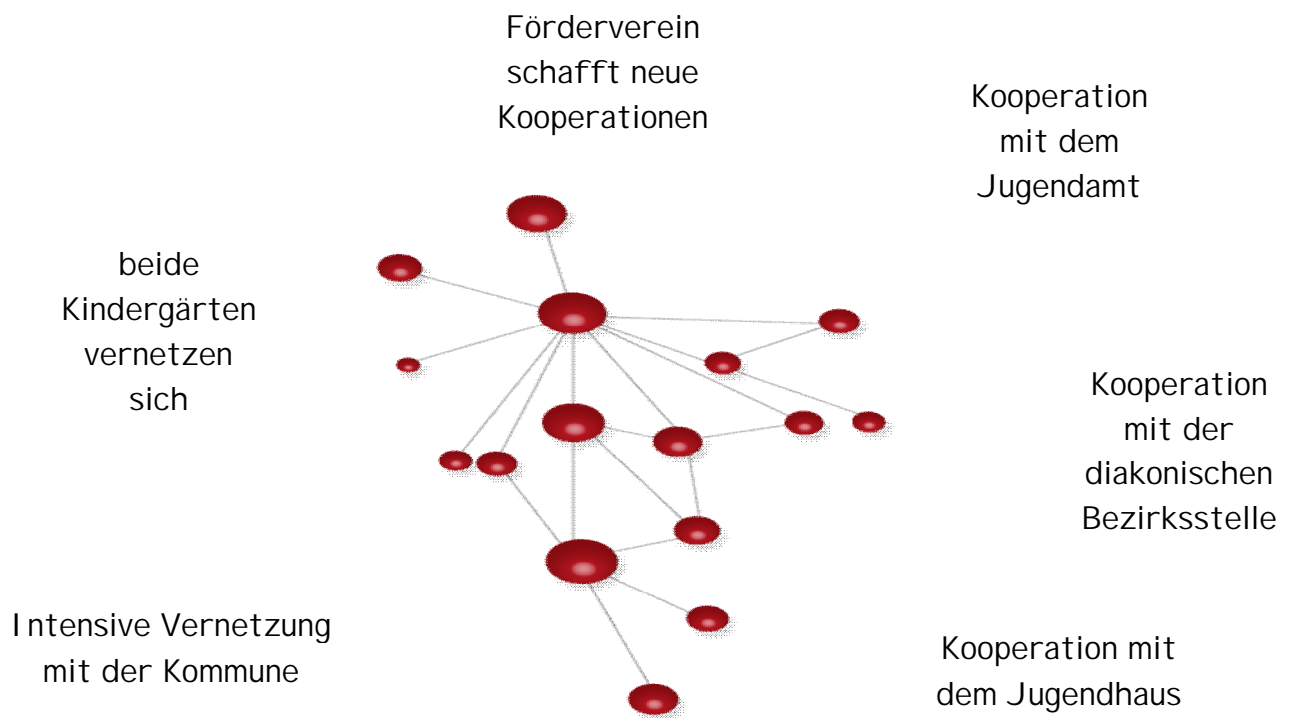 Förderverein
schafft neue
Kooperationen
Kooperation
mit dem
Jugendamt
beide
Kindergärten
vernetzen
sich
Kooperation
mit der
diakonischen
Bezirksstelle
Intensive Vernetzung
mit der Kommune
Kooperation mit
dem Jugendhaus